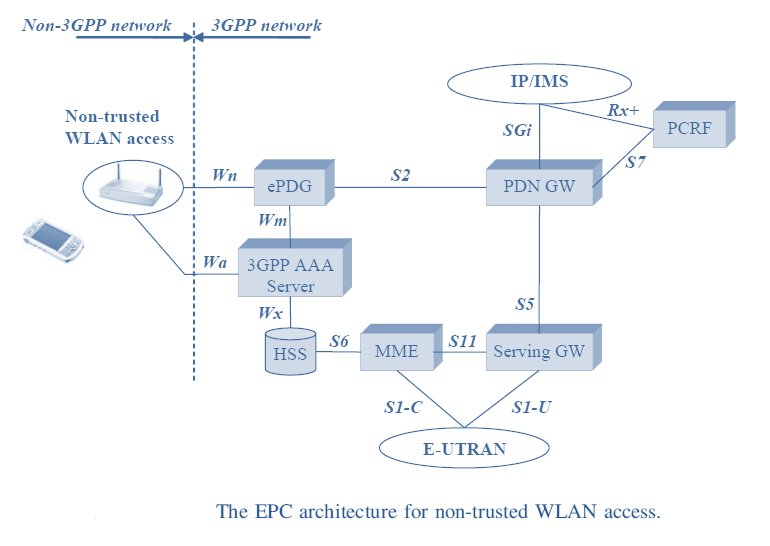 Non-3GPP network
3GPP network
IP/IMS
Rx+
PCRF
Non-trusted
WLAN access
SGi
S7
Wn
ePDG
S2
PDN GW
Wm
Wa
3GPP AAA
Server
Wx
S5
HSS
S6
MME
S11
Serving GW
S1-C
S1-U
E-UTRAN
The EPC architecture for non-trusted WLAN access.